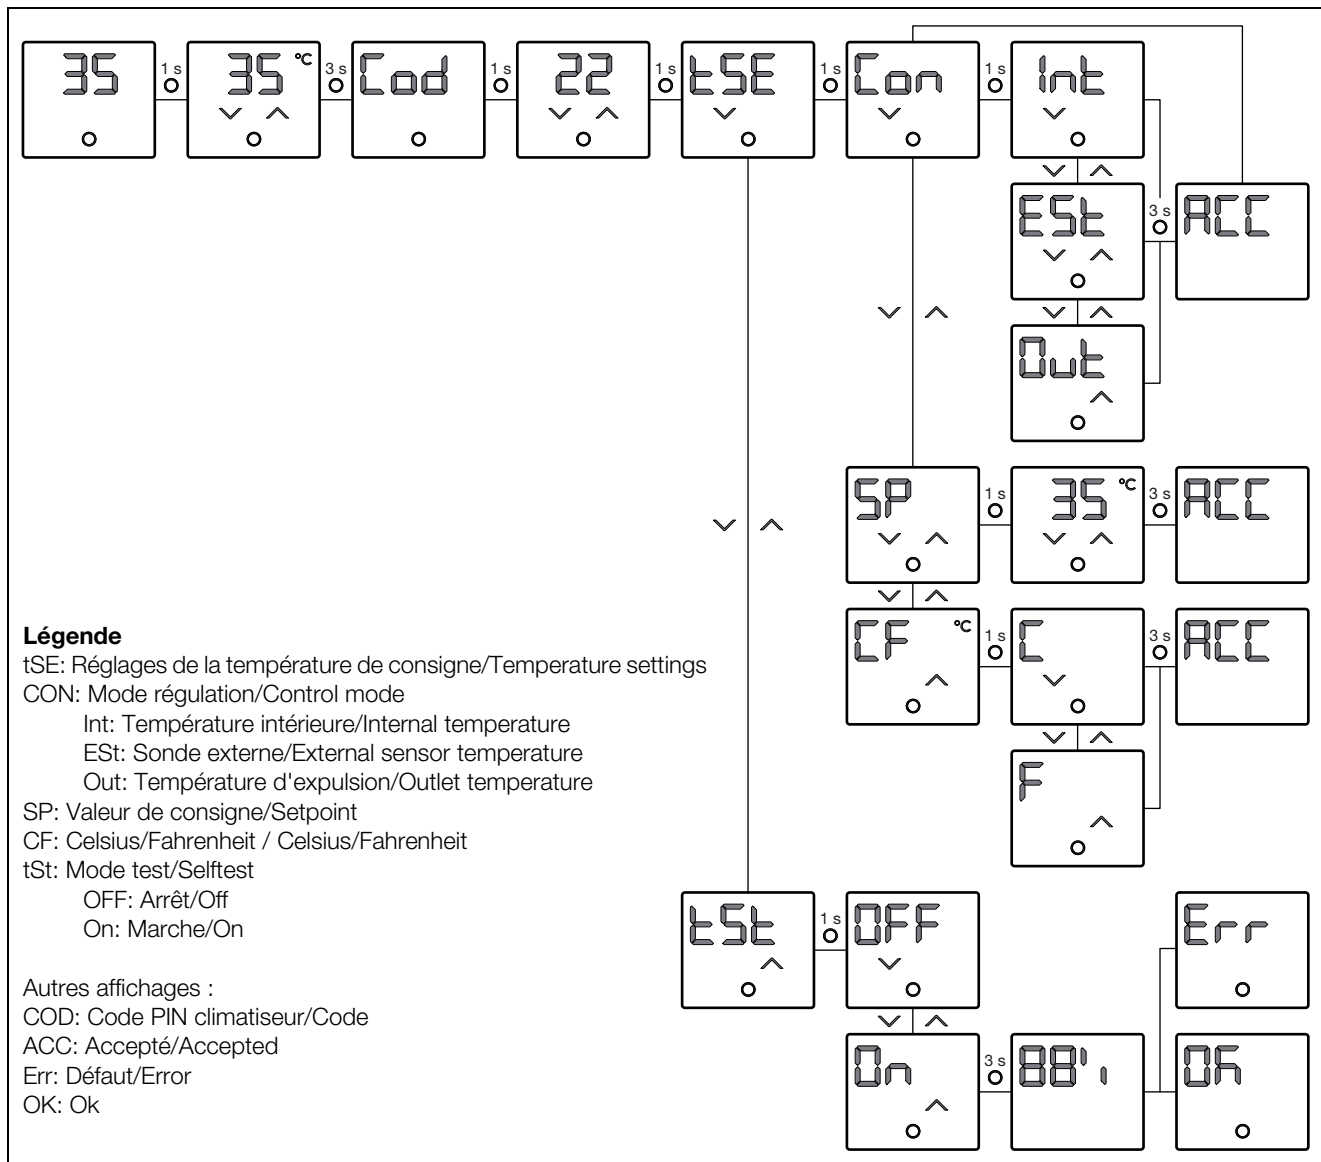 35 1 s 35 °C 3 s Cod 1 s 22 1 s tSE 1 s Con 1 s Int
ESt 3 s ACC
Out
SP 1 s 35 °C 3 s ACC
CF °C 1 s C 3 s ACC
F
Légende
tSE: Réglages de la température de consigne/Temperature settings
CON: Mode régulation/Control mode
Int: Température intérieure/Internal temperature
ESt: Sonde externe/External sensor temperature
Out: Température d'expulsion/Outlet temperature
SP: Valeur de consigne/Setpoint
CF: Celsius/Fahrenheit / Celsius/Fahrenheit
tSt: Mode test/Selftest
OFF: Arrêt/Off
On: Marche/On
Autres affichages :
COD: Code PIN climatiseur/Code
ACC: Accepté/Accepted
Err: Défaut/Error
OK: Ok
tSt 1 s OFF Err
On 3 s 88 OK